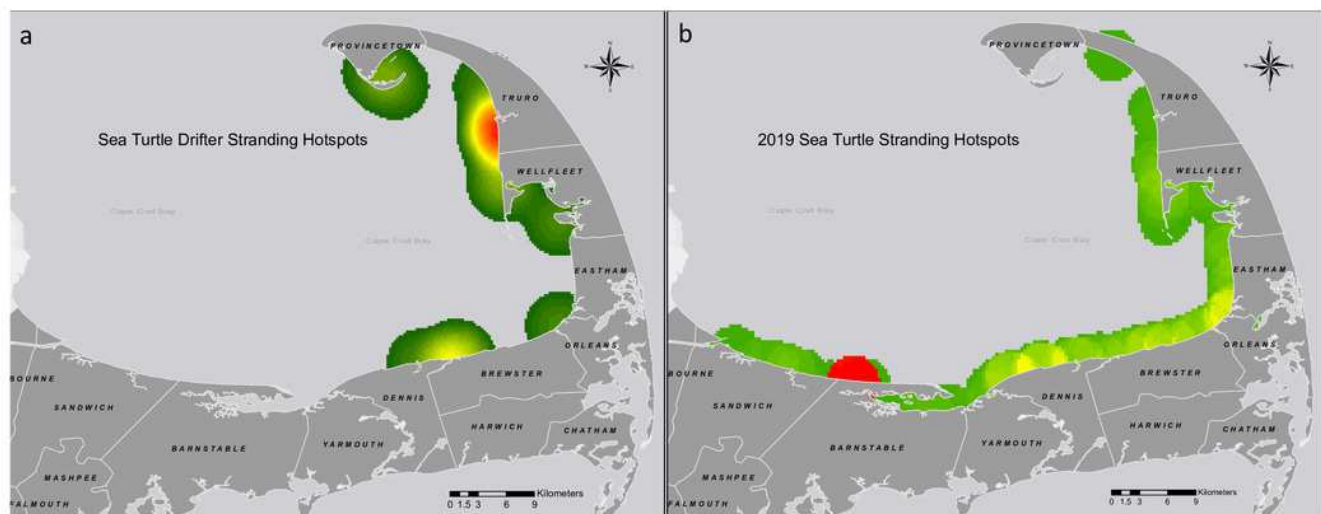 a
PROVINCETOWN
N
W
E
S
TRURO
Sea Turtle Drifter Stranding Hotspots
WELLFLEET
Cape Cod Bay
Cape Cod Bay
EASTHAM
ORLEANS
BOURNE
BREWSTER
SANDWICH
DENNIS
HARWICH
CHATHAM
BARNSTABLE
YARMOUTH
MASHPEE
FALMOUTH
Kilometers
0 1.5 3 6 9
b
PROVINCETOWN
N
W
E
S
TRURO
2019 Sea Turtle Stranding Hotspots
WELLFLEET
Cape Cod Bay
Cape Cod Bay
EASTHAM
ORLEANS
BOURNE
BREWSTER
SANDWICH
DENNIS
HARWICH
CHATHAM
BARNSTABLE
YARMOUTH
MASHPEE
FALMOUTH
Kilometers
0 1.5 3 6 9